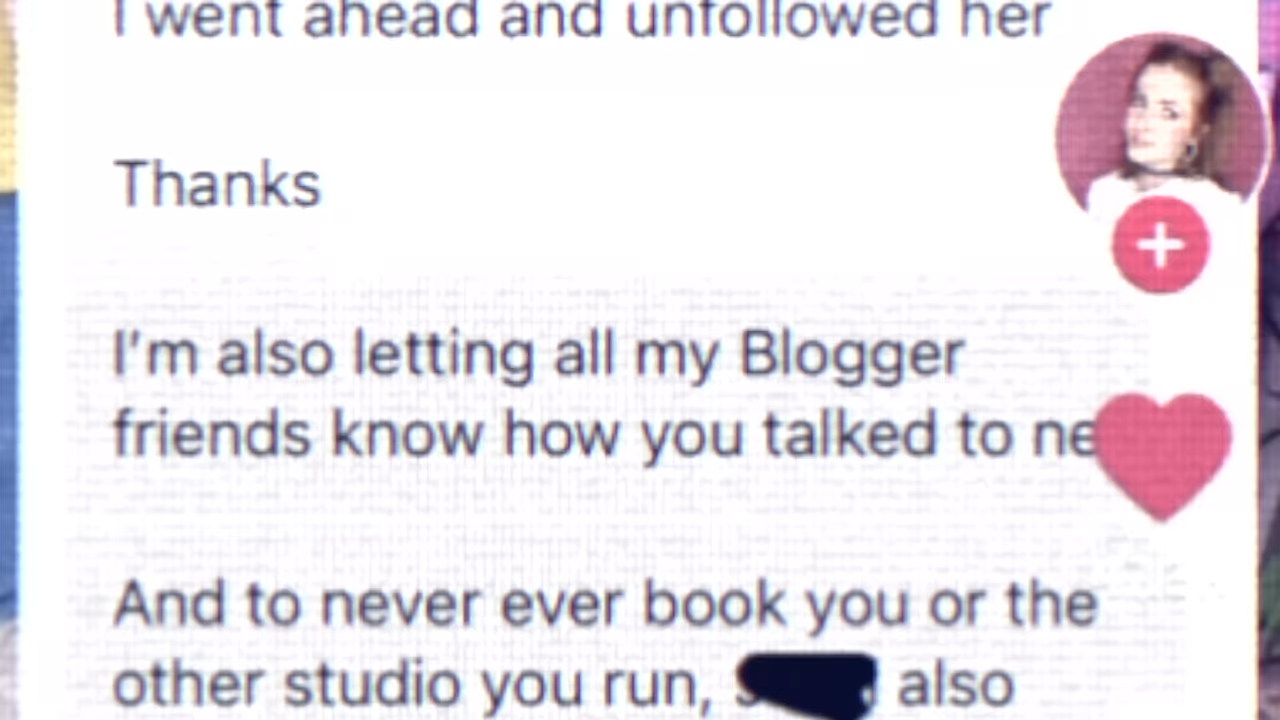 I went ahead and unfollowed her
Thanks
I'm also letting all my Blogger
friends know how you talked to ne
And to never ever book you or the
other studio you run, also